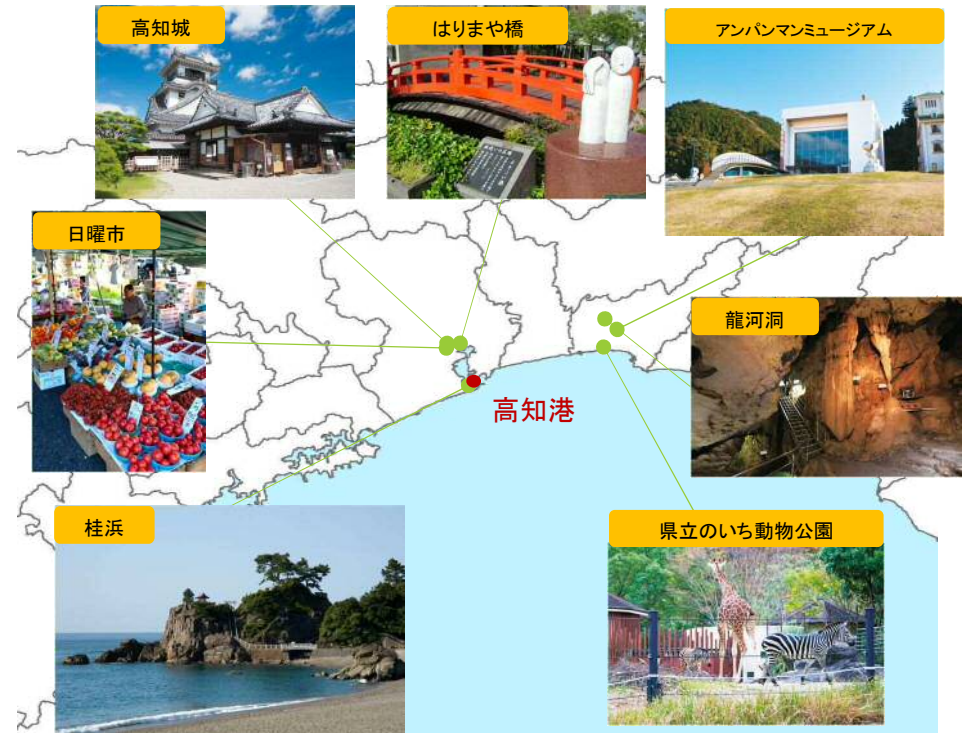 高知城
はりまや橋
アンパンマンミュージアム
日曜市
龍河洞
高知港
桂浜
県立のいち動物公園